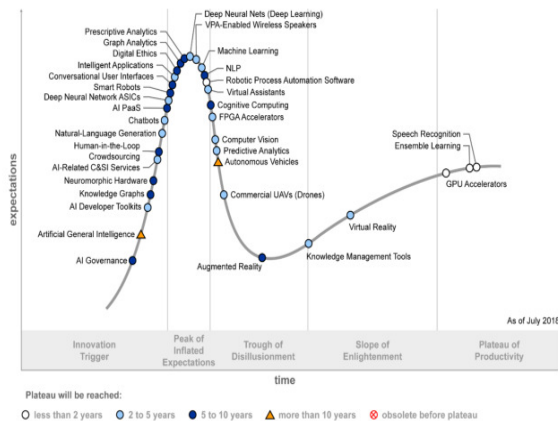 Prescriptive Analytics
Graph Analytics
Digital Ethics
Intelligent Applications
Conversational User Interfaces
Smart Robots
Deep Neural Network ASICs
AI PaaS
Chatbots
Natural-Language Generation
Human-in-the-Loop
Crowdsourcing
AI-Related C&SI Services
Neuromorphic Hardware
Knowledge Graphs
AI Developer Toolkits
Artificial General Intelligence
AI Governance
Deep Neural Nets (Deep Learning)
VPA-Enabled Wireless Speakers
Machine Learning
NLP
Robotic Process Automation Software
Virtual Assistants
Cognitive Computing
FPGA Accelerators
Computer Vision
Predictive Analytics
Autonomous Vehicles
Commercial UAVs (Drones)
Augmented Reality
Knowledge Management Tools
Virtual Reality
Speech Recognition
Ensemble Learning
GPU Accelerators
expectations
As of July 2018
Innovation
Trigger
Peak of
Inflated
Expectations
Trough of
Disillusionment
Slope of
Enlightenment
Plateau of
Productivity
time
Plateau will be reached:
less than 2 years
2 to 5 years
5 to 10 years
more than 10 years
obsolete before plateau